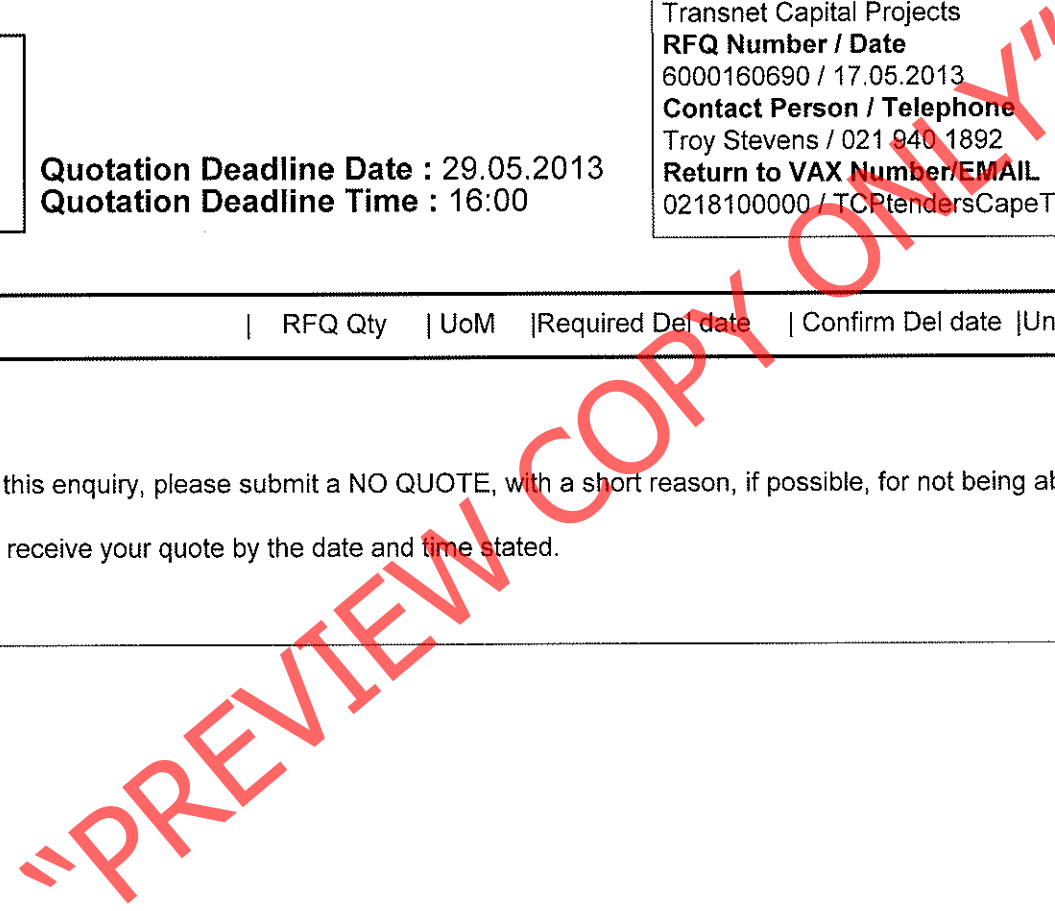 Transnet Capital Projects
RFQ Number / Date
6000160690 / 17.05.2013
Contact Person / Telephone
Troy Stevens / 021 940 1892
Return to VAX Number/EMAIL
0218100000 / TCPtendersCapeT
Quotation Deadline Date : 29.05.2013
Quotation Deadline Time : 16:00
| RFQ Qty | UoM |Required Del date | Confirm Del date |Un
this enquiry, please submit a NO QUOTE, with a short reason, if possible, for not being ab
receive your quote by the date and time stated.
"PREVIEW COPY ONLY"